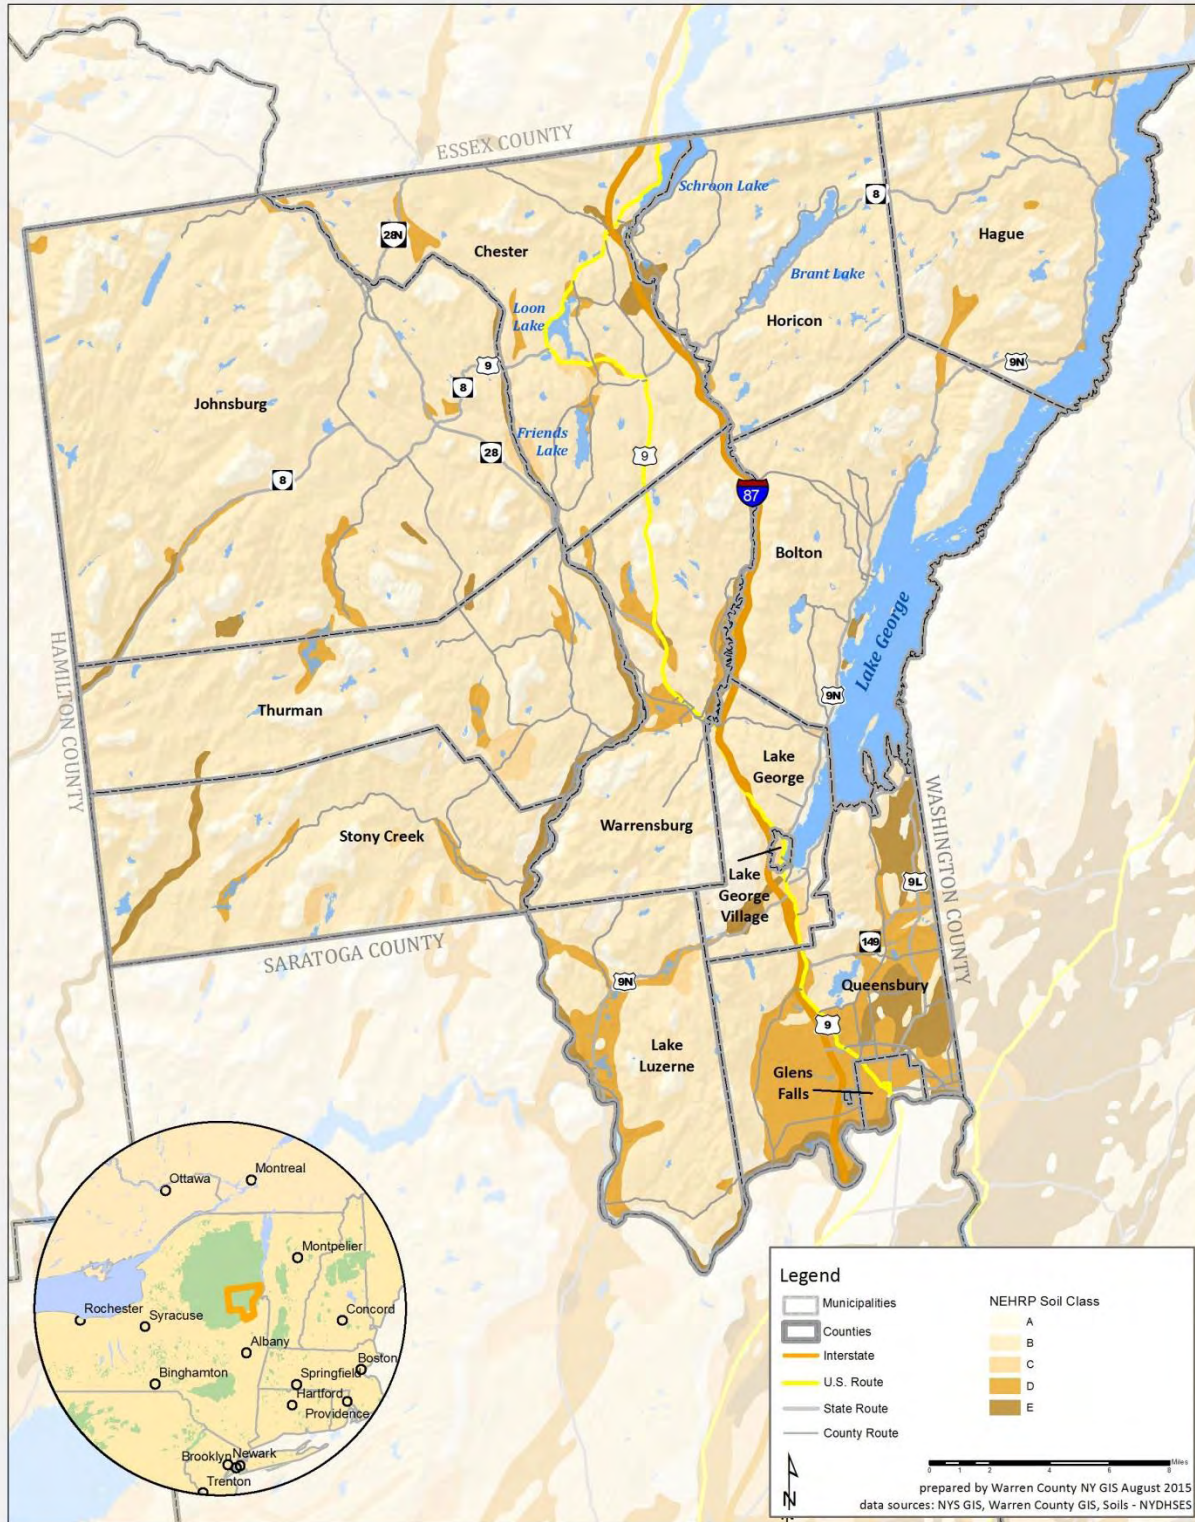 ESSEX COUNTY
Schroon Lake
8
28N
Hague
Chester
Brant Lake
Loon
Lake
Horicon
9N
9
8
Johnsburg
Friends
Lake
28
9
8
87
Bolton
Lake George
HAMILTON COUNTY
9N
Thurman
Lake
George
WASHINGTON COUNTY
Warrensburg
Stony Creek
Lake
George
Village
9L
SARATOGA COUNTY
149
9N
Queensbury
9
Lake
Luzerne
Glens
Falls
Ottawa
Montreal
Montpelier
Rochester
Syracuse
Concord
Albany
Boston
Binghamton
Springfield
Hartford
Providence
Brooklyn
Newark
Trenton
Legend
Municipalities
Counties
Interstate
U.S. Route
State Route
County Route
NEHRP Soil Class
A
B
C
D
E
N
0 1 2 4 6 8 Miles
prepared by Warren County NY GIS August 2015
data sources: NYS GIS, Warren County GIS, Soils - NYDHSES